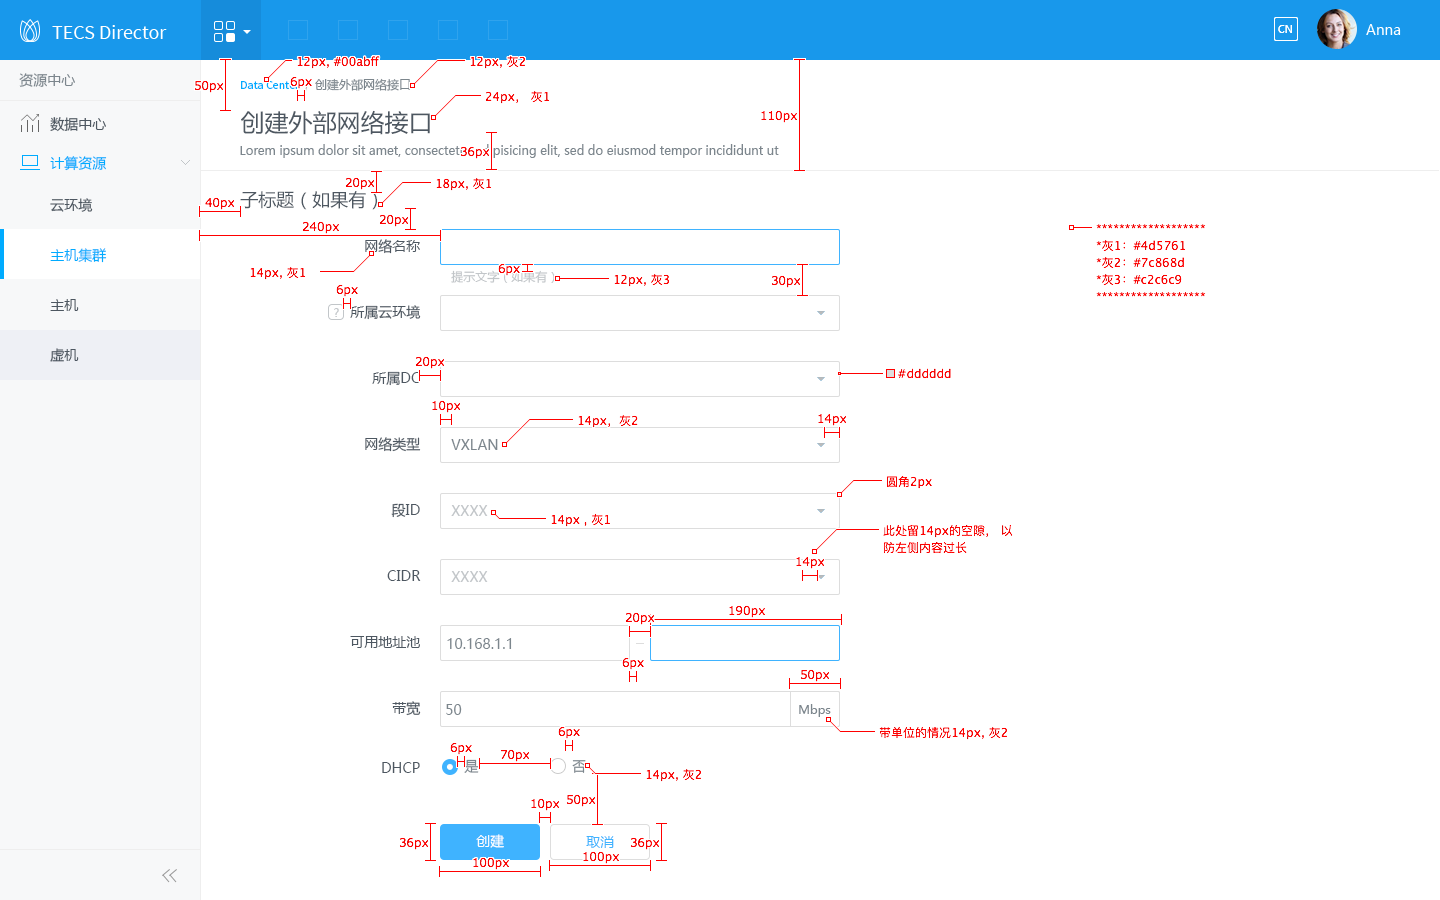 TECS Director
CN
Anna
资源中心
数据中心
计算资源
云环境
主机集群
主机
虚机
12px, #00abff
12px, 灰2
50px
6px
Data Center
创建外部网络接口
24px, 灰1
创建外部网络接口
110px
36px
Lorem ipsum dolor sit amet, consectet ipisicing elit, sed do eiusmod tempor incididunt ut
20px
18px, 灰1
子标题（如果有）
40px
20px
240px
网络名称
14px, 灰1
6px
提示文字（如果有）
12px, 灰3
30px
*******************
*灰1: #4d5761
*灰2: #7c868d
*灰3: #c2c6c9
*******************
6px
? 所属云环境
20px
所属DC
#dddddd
10px
14px, 灰2
14px
网络类型
VXLAN
圆角2px
段ID
XXXX
14px , 灰1
此处留14px的空隙， 以
防左侧内容过长
14px
CIDR
XXXX
190px
20px
可用地址池
10.168.1.1
6px
50px
带宽
50
Mbps
带单位的情况14px, 灰2
6px
6px
70px
DHCP
是
否
14px, 灰2
50px
10px
36px
创建
取消
36px
100px
100px